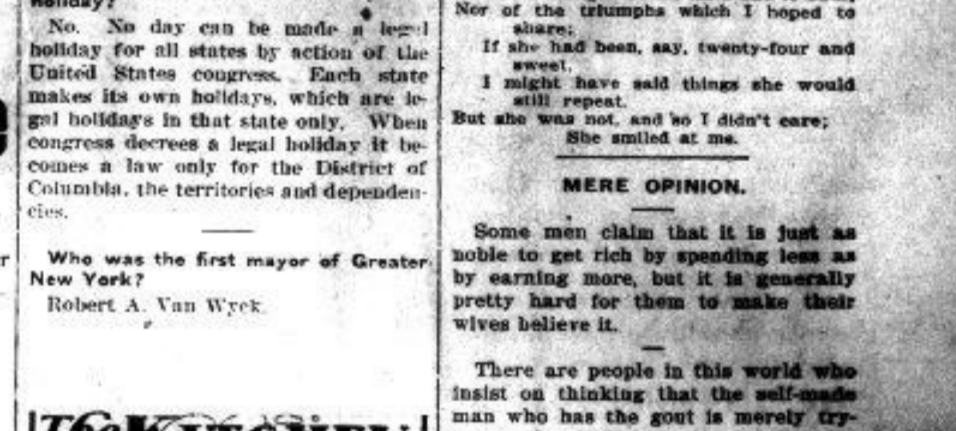 holiday?
No. No day can be made a legal
holiday for all states by action of the
United States congress. Each state
makes its own holidays, which are le-
gal holidays in that state only. When
congress decrees a legal holiday it be-
comes a law only for the District of
Columbia, the territories and dependen-
cies.
Who was the first mayor of Greater
New York?
Robert A. Van Wyck.
Nor of the triumphs which I hoped to
share;
If she had been, say, twenty-four and
sweet,
I might have said things she would
still repeat.
But she was not, and so I didn't care;
She smiled at me.
MERE OPINION.
Some men claim that it is just as
noble to get rich by spending less as
by earning more, but it is generally
pretty hard for them to make their
wives believe it.
There are people in this world who
insist on thinking that the self-made
man who has the gout is merely try-